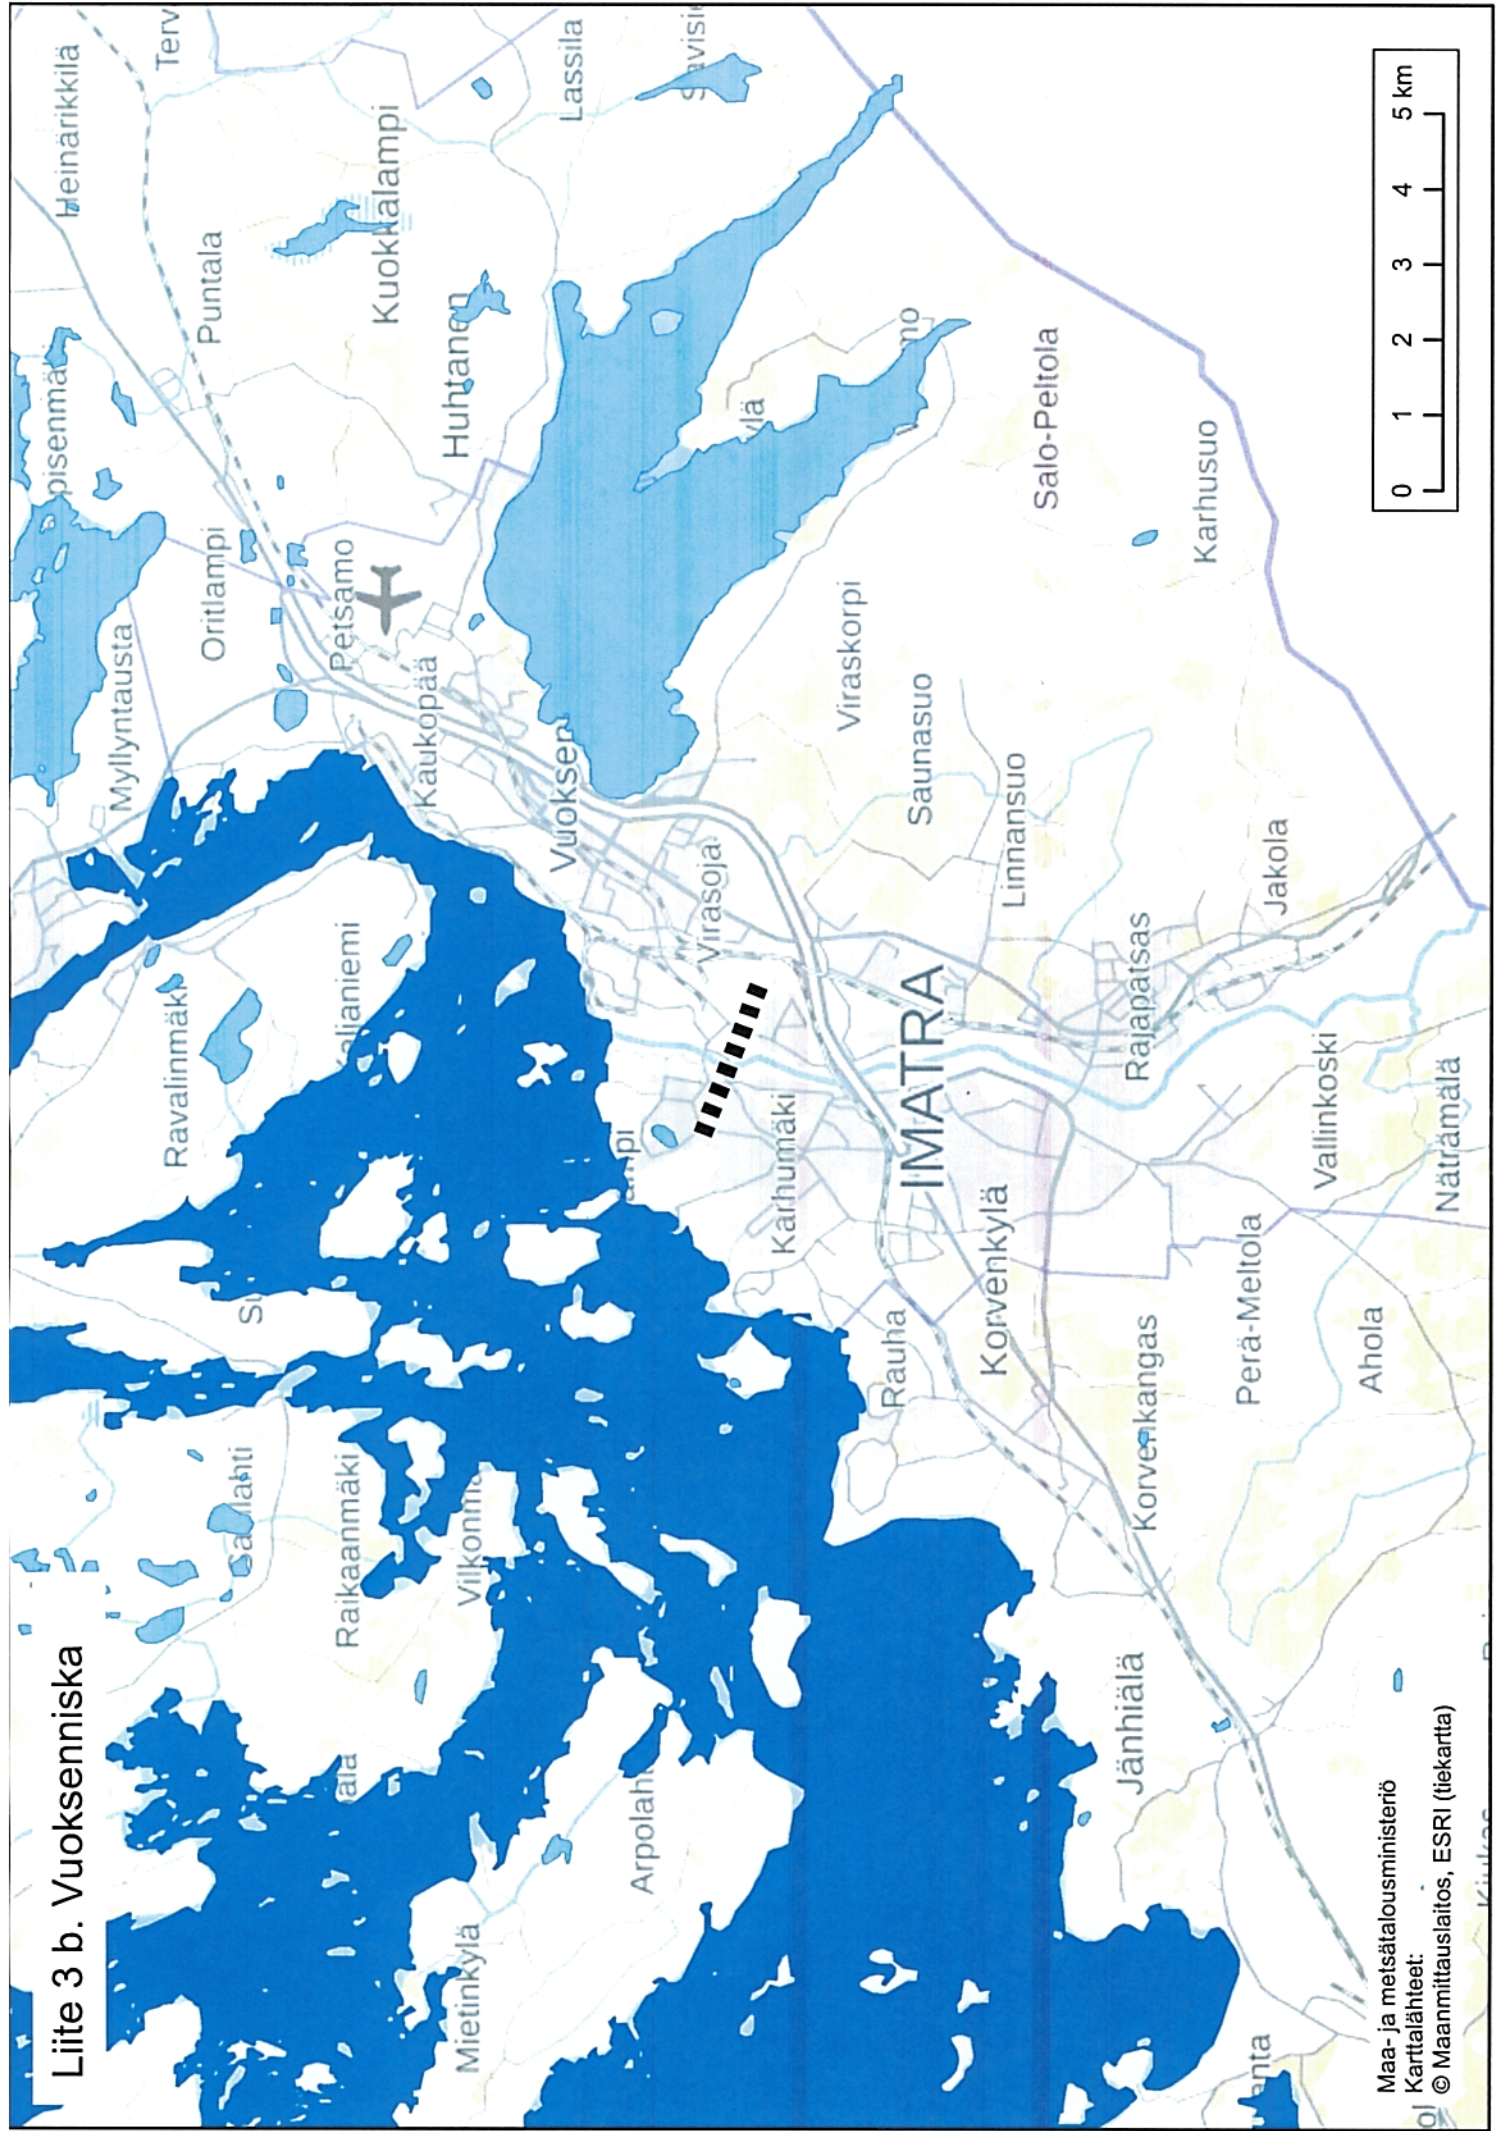 Liite 3 b. Vuoksenniska
Heinärikkilä
Puntala
Kuokkalampi
Lassila
Huhtanen
Myllyntausta
Oritlampi
Petsamo
Kaukopää
Ravalinmäki
Virasoja
Viraskorpi
Saunasuo
Linnansuo
Salo-Peltola
Karhusuo
Raikaanmäki
Karhumäki
IMATRA
Rajapatsas
Jakola
Mietinkylä
Rauha
Korvenkylä
Korvenkangas
Perä-Meltola
Vallinkoski
Näträmälä
Ahola
Jänhiälä
0 1 2 3 4 5 km
Maa- ja metsätalousministeriö
Karttalähteet:
© Maanmittauslaitos, ESRI (tiekartta)